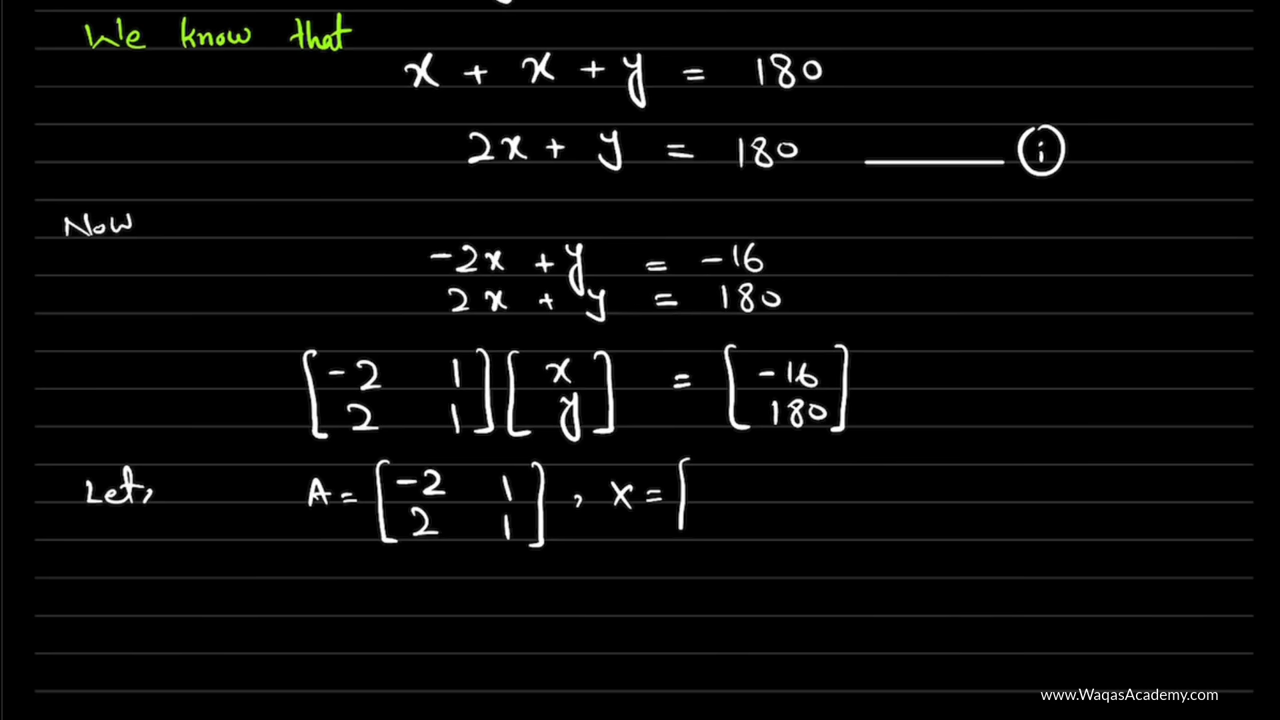 We know that
x + x + y = 180
2x + y = 180 ——— (i)
Now
-2x + y = -16
2x + y = 180
[-2 1] [x] = [-16]
[2 1] [y] [180]
Let, A = [-2 1], X = [
[2 1]
www.WaqasAcademy.com